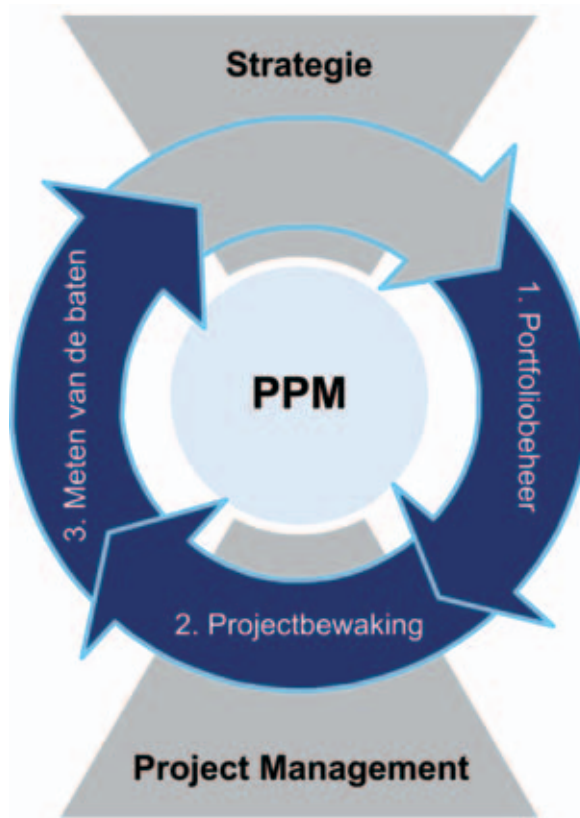 Strategie
1. Portfoliobeheer
PPM
3. Meten van de baten
2. Projectbewaking
Project Management